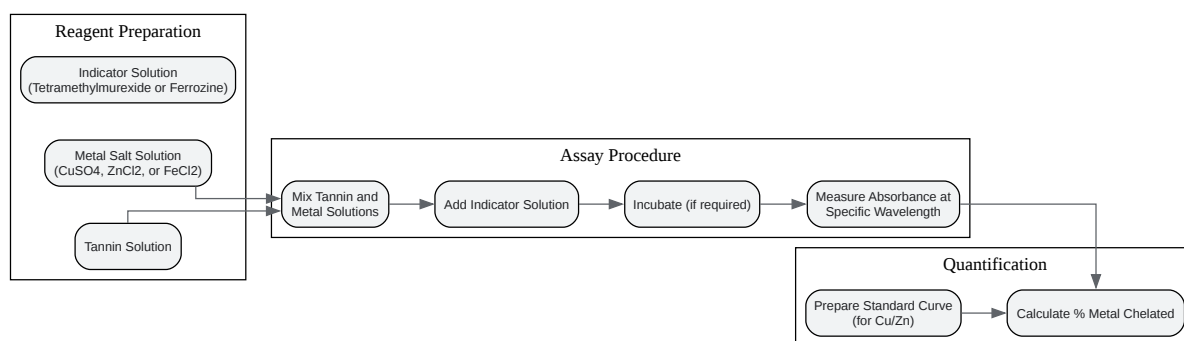 Reagent Preparation
Indicator Solution
(Tetramethylmurexide or Ferrozine)
Metal Salt Solution
(CuSO4, ZnCl2, or FeCl2)
Tannin Solution
Assay Procedure
Mix Tannin and
Metal Solutions
Add Indicator Solution
Incubate (if required)
Measure Absorbance at
Specific Wavelength
Quantification
Prepare Standard Curve
(for Cu/Zn)
Calculate % Metal Chelated